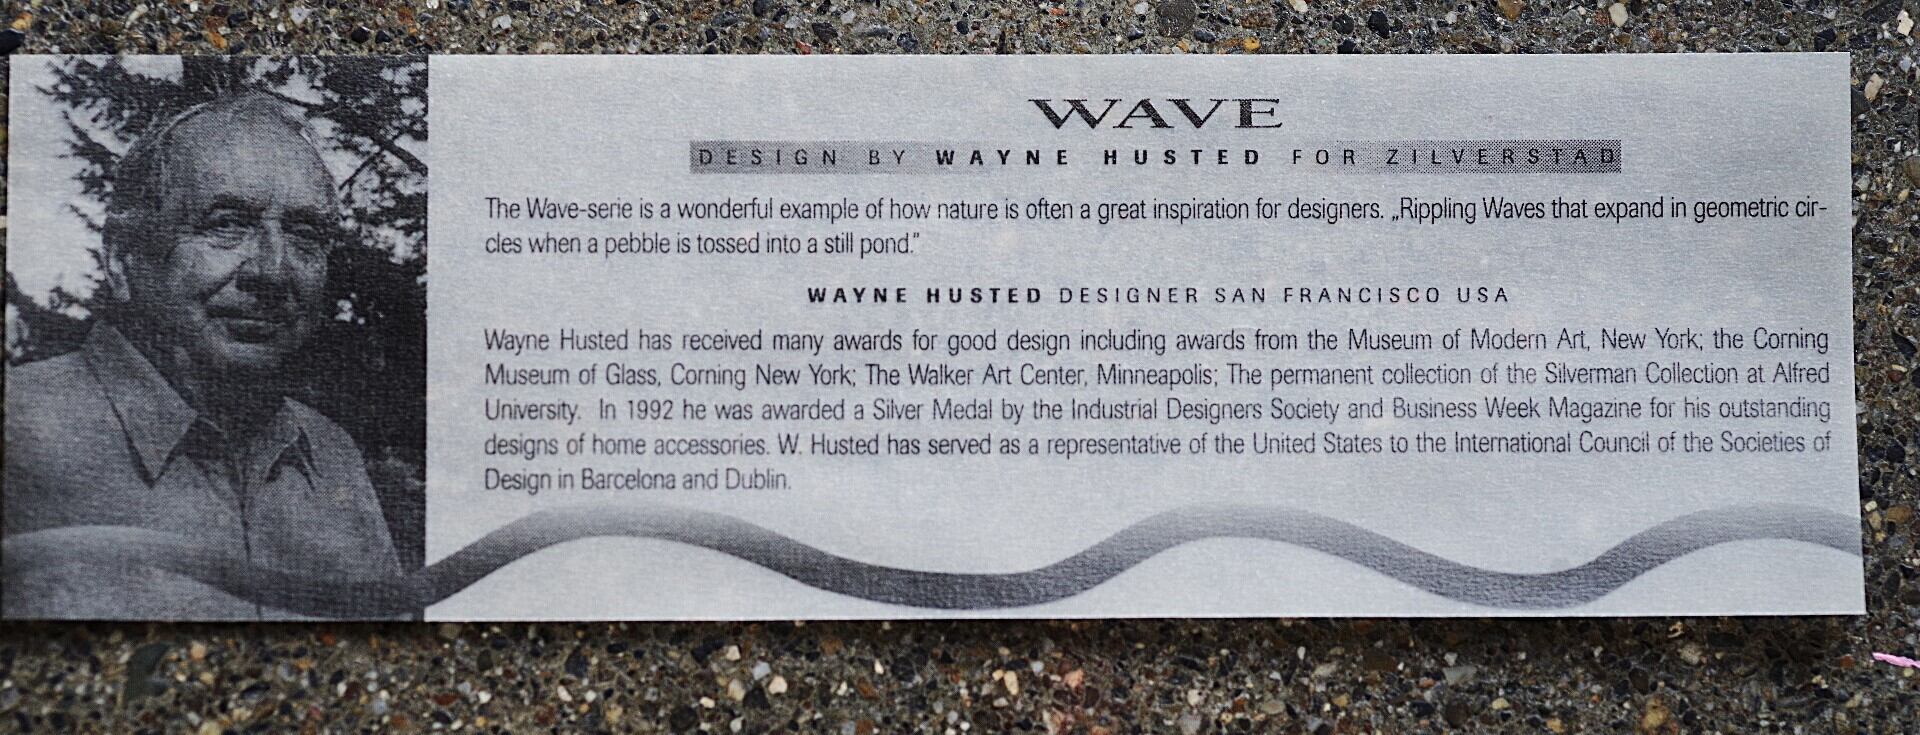 WAVE
DESIGN BY WAYNE HUSTED FOR ZILVERSTAD
The Wave-serie is a wonderful example of how nature is often a great inspiration for designers. „Rippling Waves that expand in geometric cir-
cles when a pebble is tossed into a still pond.”
WAYNE HUSTED DESIGNER SAN FRANCISCO USA
Wayne Husted has received many awards for good design including awards from the Museum of Modern Art, New York; the Corning
Museum of Glass, Corning New York; The Walker Art Center, Minneapolis; The permanent collection of the Silverman Collection at Alfred
University. In 1992 he was awarded a Silver Medal by the Industrial Designers Society and Business Week Magazine for his outstanding
designs of home accessories. W. Husted has served as a representative of the United States to the International Council of the Societies of
Design in Barcelona and Dublin.